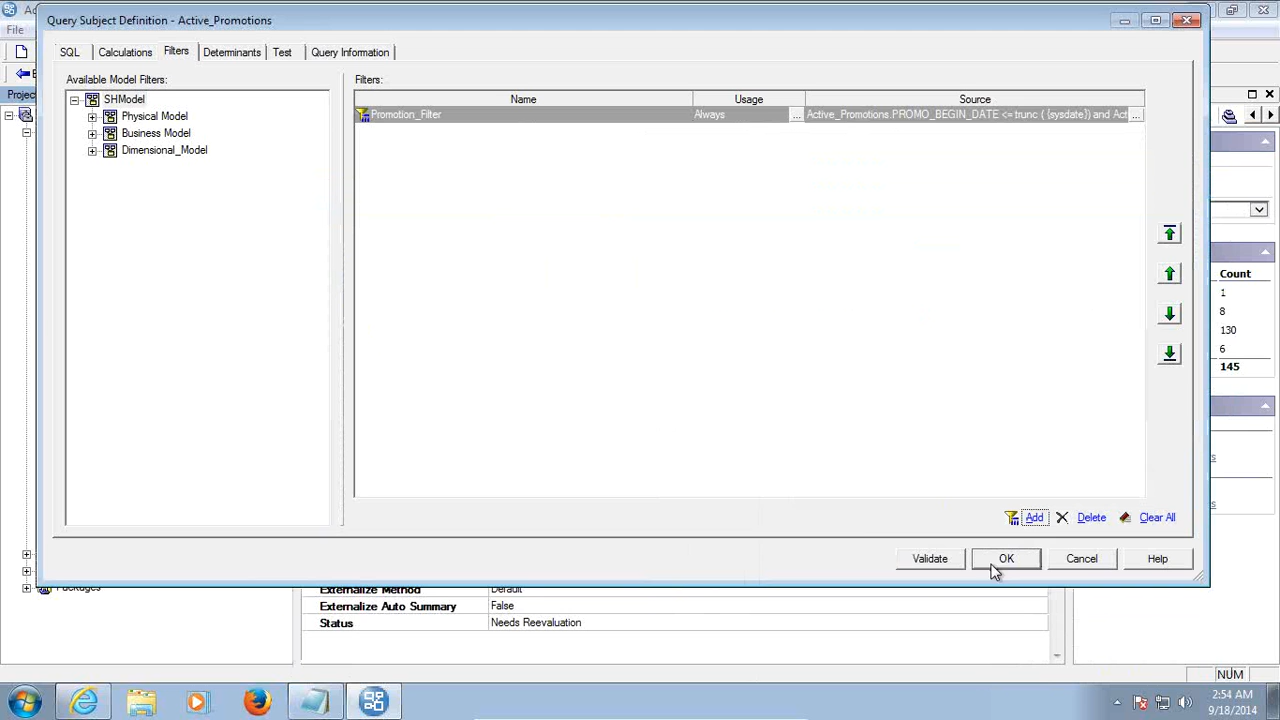 Query Subject Definition - Active_Promotions
File
SQL
Calculations
Filters
Determinants
Test
Query Information
Available Model Filters:
SHModel
Physical Model
Business Model
Dimensional_Model
Filters:
Name Usage Source
Promotion_Filter Always ... Active_Promotions.PROMO_BEGIN_DATE <= trunc ( {sysdate}) and Act ...
Add Delete Clear All
Validate OK Cancel Help
Projec
Count
1
8
130
6
145
Packages
Externalize Method Default
Externalize Auto Summary False
Status Needs Reevaluation
NUM
2:54 AM
9/18/2014